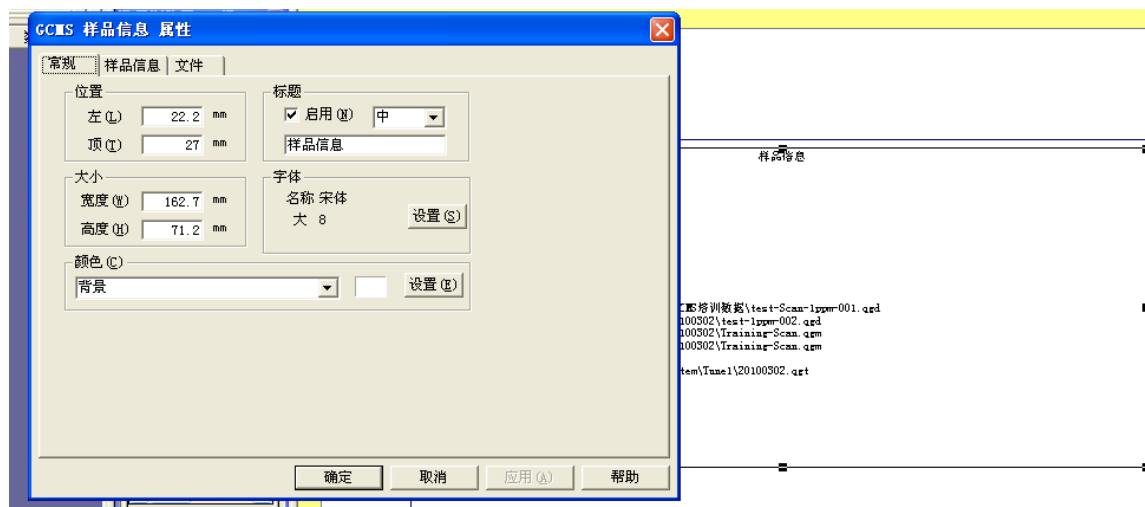 GCMS 样品信息 属性
常规 样品信息 文件
位置
左(L) 22.2 mm
顶(T) 27 mm
标题
启用(N) 中
样品信息
大小
宽度(W) 162.7 mm
高度(H) 71.2 mm
字体
名称 宋体
大 8
设置(S)
颜色(C)
背景 设置(E)
确定 取消 应用(A) 帮助
样品信息
CMS培训数据\test-Scan-1ppm-001.qgd
100302\test-1ppm-002.qgd
100302\Training-Scan.qgm
100302\Training-Scan.qgm
tem\Tune1\20100302.qgt